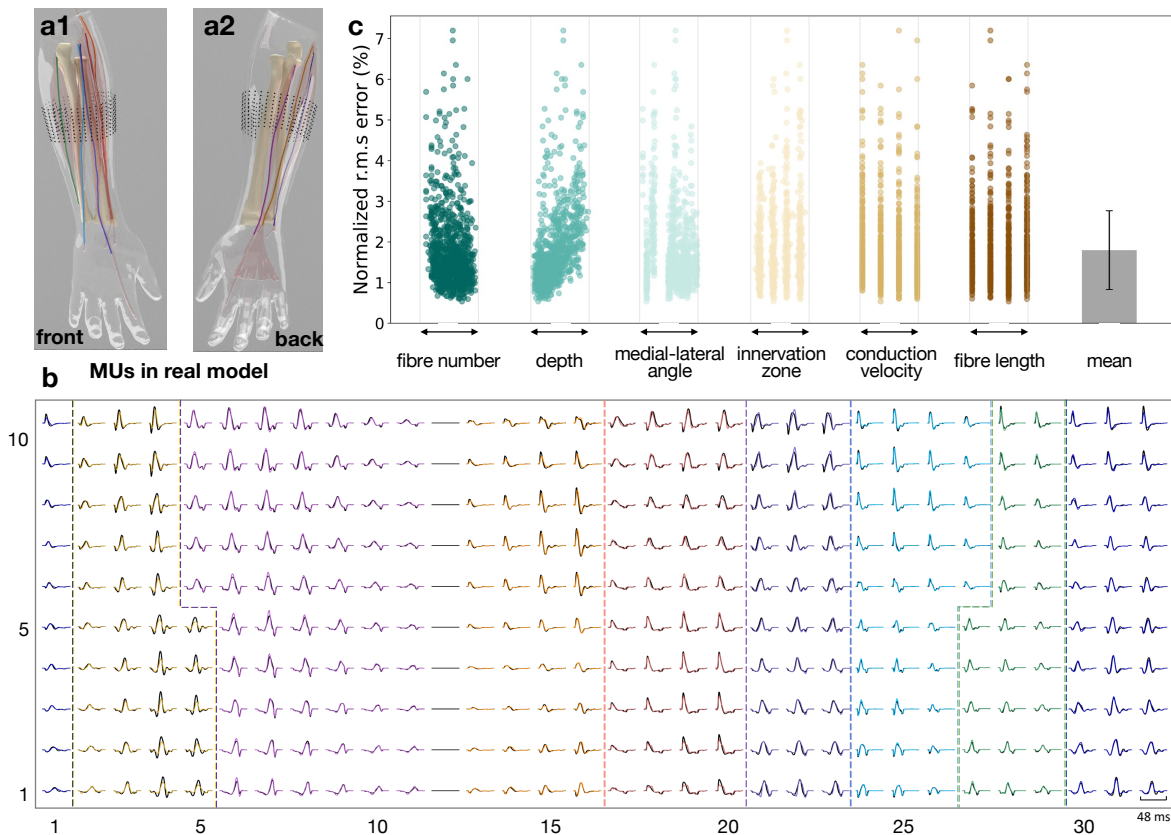 a1
a2
front
back
c
Normalized r.m.s error (%)
7
6
5
4
3
2
1
0
fibre number
depth
medial-lateral
angle
innervation
zone
conduction
velocity
fibre length
mean
b
MUs in real model
10
5
1
1
5
10
15
20
25
30
48 ms